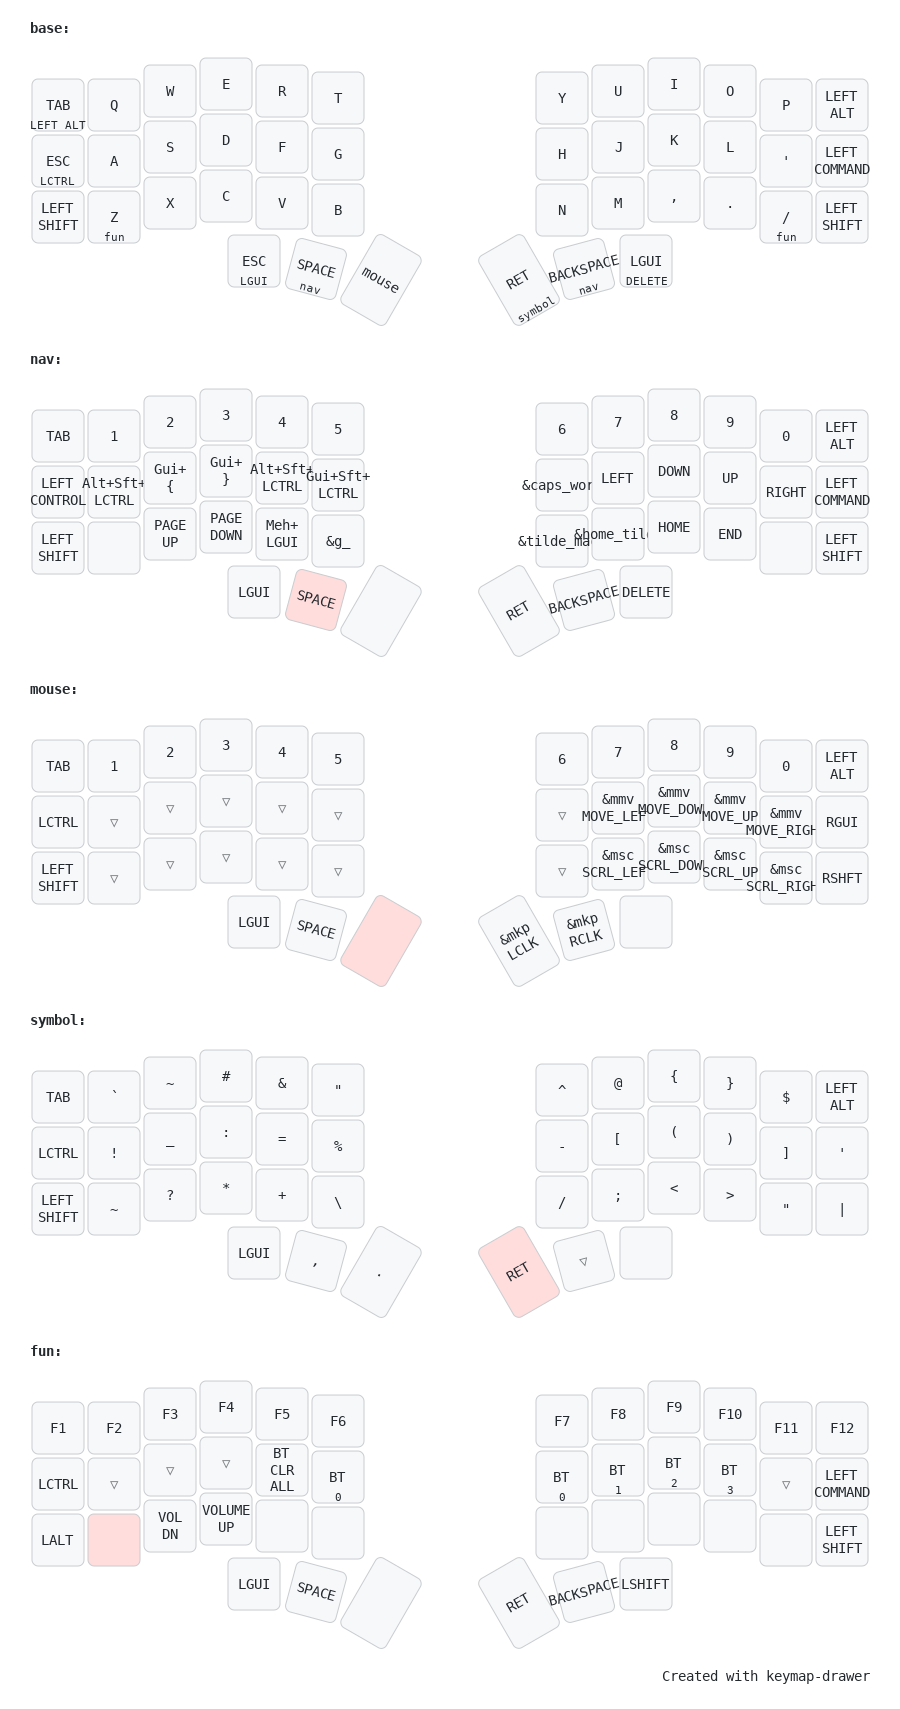 base:
TAB Q W E R T Y U I O P LEFT ALT
LEFT ALT
ESC A S D F G H J K L ' LEFT COMMAND
LCTRL
LEFT SHIFT Z X C V B N M , . / LEFT SHIFT
fun fun
ESC SPACE mouse RET BACKSPACE LGUI
LGUI nav symbol nav DELETE
nav:
TAB 1 2 3 4 5 6 7 8 9 0 LEFT ALT
LEFT CONTROL Alt+Sft+ LCTRL Gui+ { Gui+ } Alt+Sft+ LCTRL Gui+Sft+ LCTRL &caps_wor LEFT DOWN UP RIGHT LEFT COMMAND
LEFT SHIFT PAGE UP PAGE DOWN Meh+ LGUI &g_ &tilde_ma &home_til HOME END LEFT SHIFT
LGUI SPACE RET BACKSPACE DELETE
mouse:
TAB 1 2 3 4 5 6 7 8 9 0 LEFT ALT
LCTRL ▽ ▽ ▽ ▽ ▽ ▽ &mmv MOVE_LEF &mmv MOVE_DOW &mmv MOVE_UP &mmv MOVE_RIGH RGUI
LEFT SHIFT ▽ ▽ ▽ ▽ ▽ ▽ &msc SCRL_LEF &msc SCRL_DOW &msc SCRL_UP &msc SCRL_RIGH RSHFT
LGUI SPACE &mkp LCLK &mkp RCLK
symbol:
TAB ` ~ # & " ^ @ { } $ LEFT ALT
LCTRL ! _ : = % - [ ( ) ] '
LEFT SHIFT ~ ? * + \ / ; < > " |
LGUI , . RET ▽
fun:
F1 F2 F3 F4 F5 F6 F7 F8 F9 F10 F11 F12
LCTRL ▽ ▽ ▽ BT CLR ALL BT 0 BT 0 BT 1 BT 2 BT 3 ▽ LEFT COMMAND
LALT VOL DN VOLUME UP LEFT SHIFT
LGUI SPACE RET BACKSPACE LSHIFT
Created with keymap-drawer